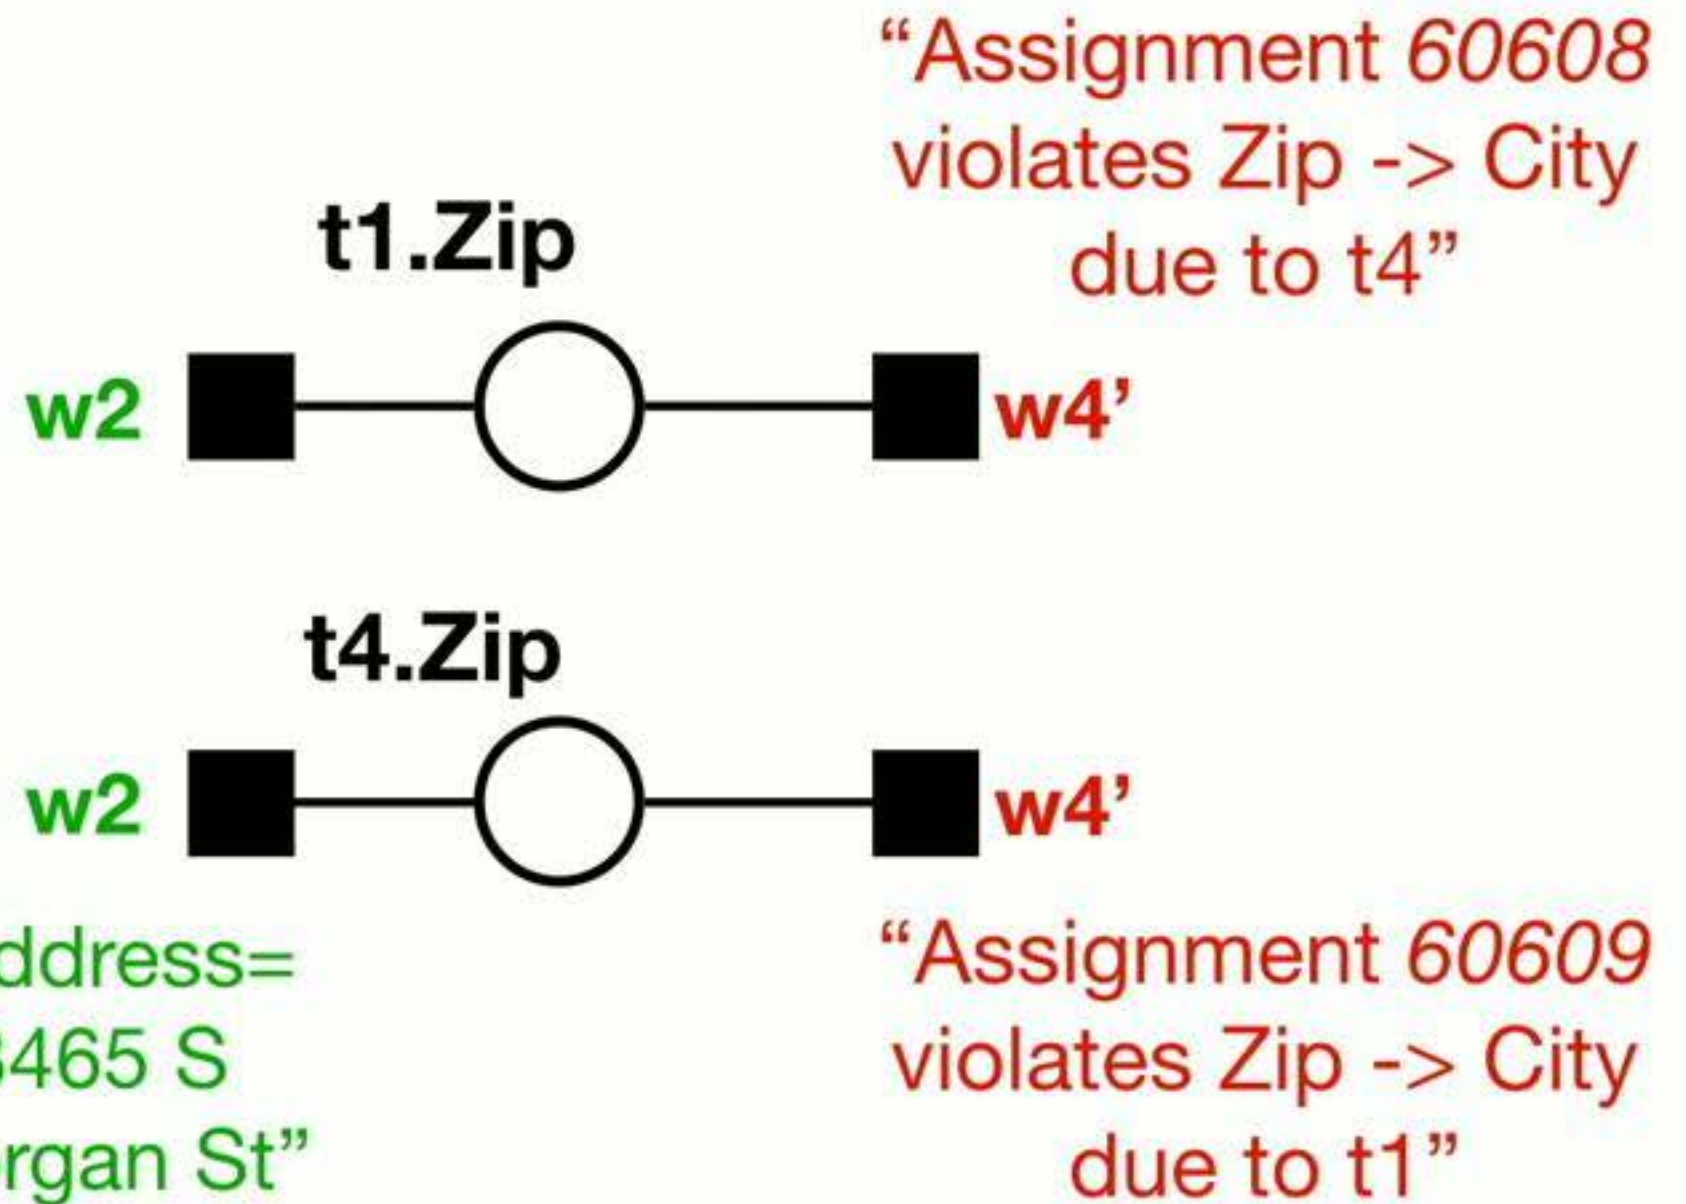 “Assignment 60608
violates Zip -> City
due to t4”
t1.Zip
w2
w4’
t4.Zip
w2
w4’
ddress=
465 S
rgan St”
“Assignment 60609
violates Zip -> City
due to t1”